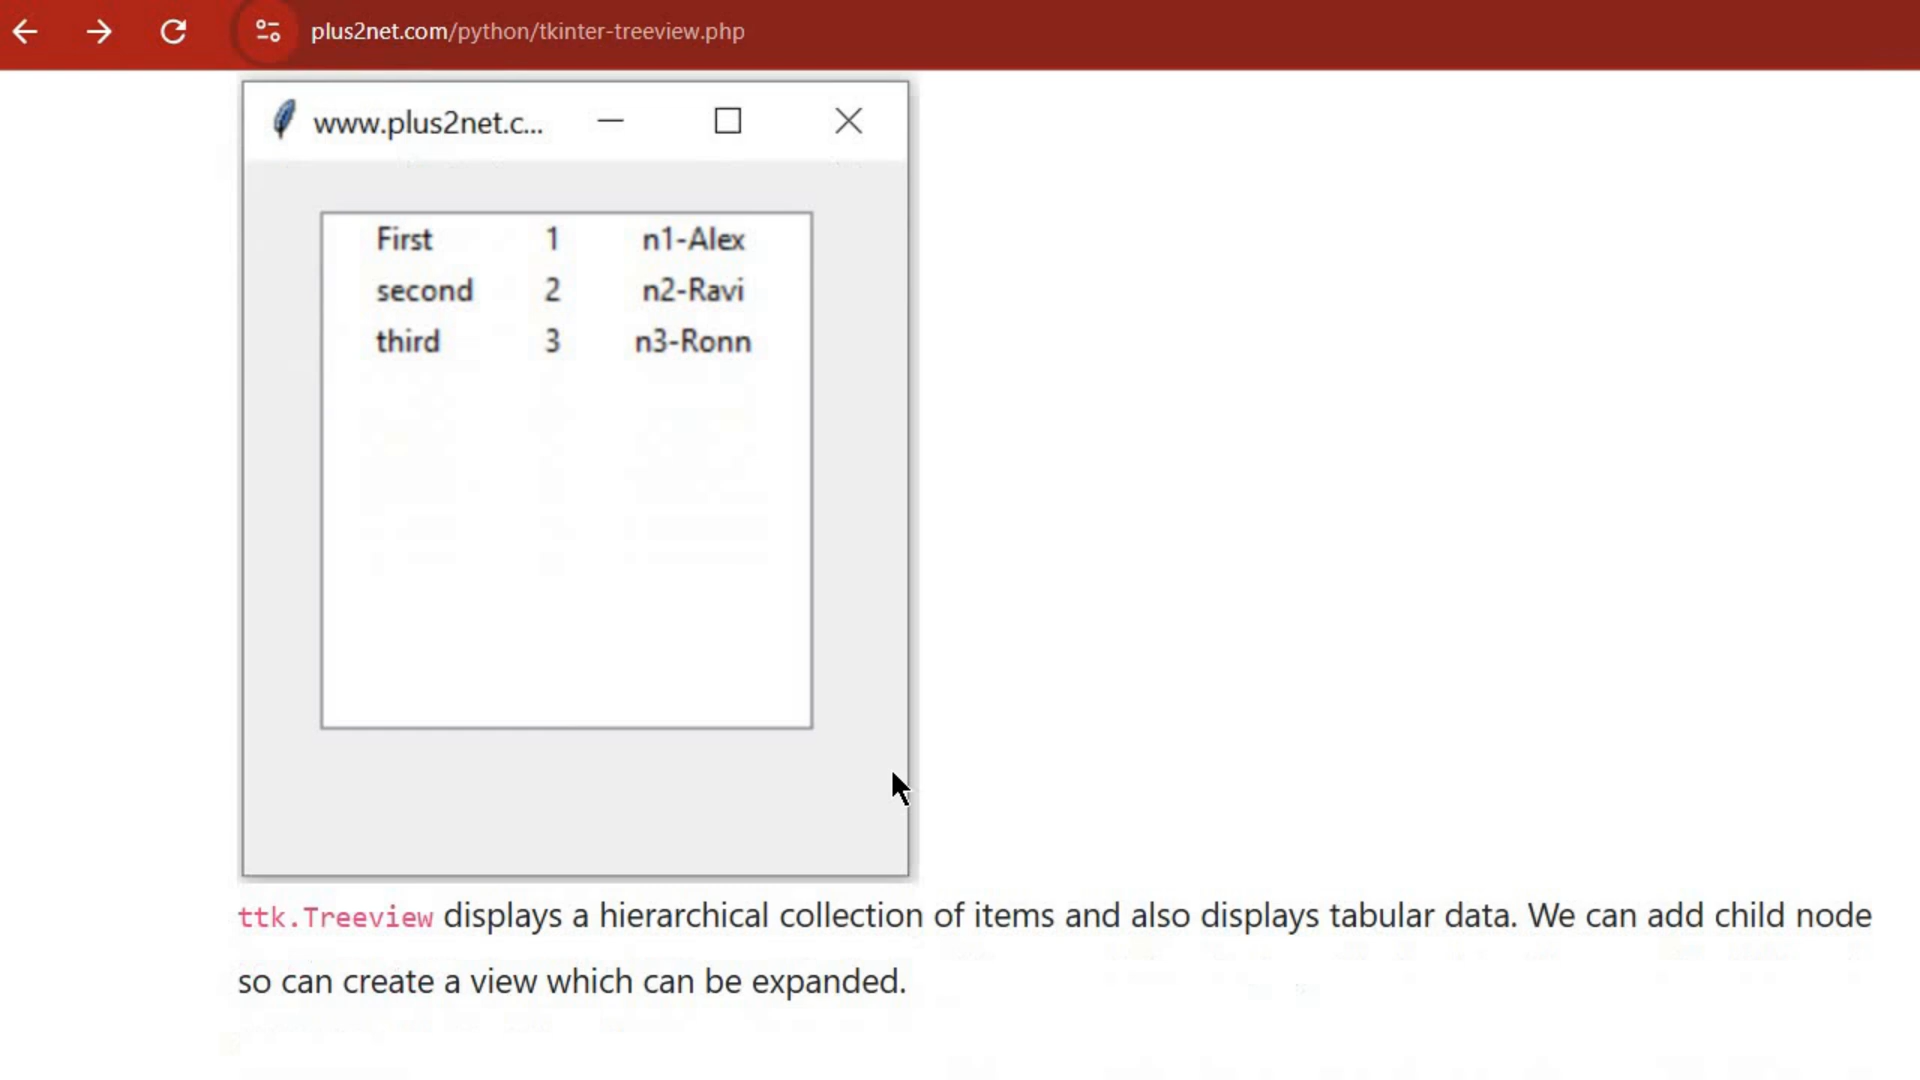 plus2net.com/python/tkinter-treeview.php
www.plus2net.c...
First 1 n1-Alex
second 2 n2-Ravi
third 3 n3-Ronn
ttk.Treeview displays a hierarchical collection of items and also displays tabular data. We can add child node
so can create a view which can be expanded.